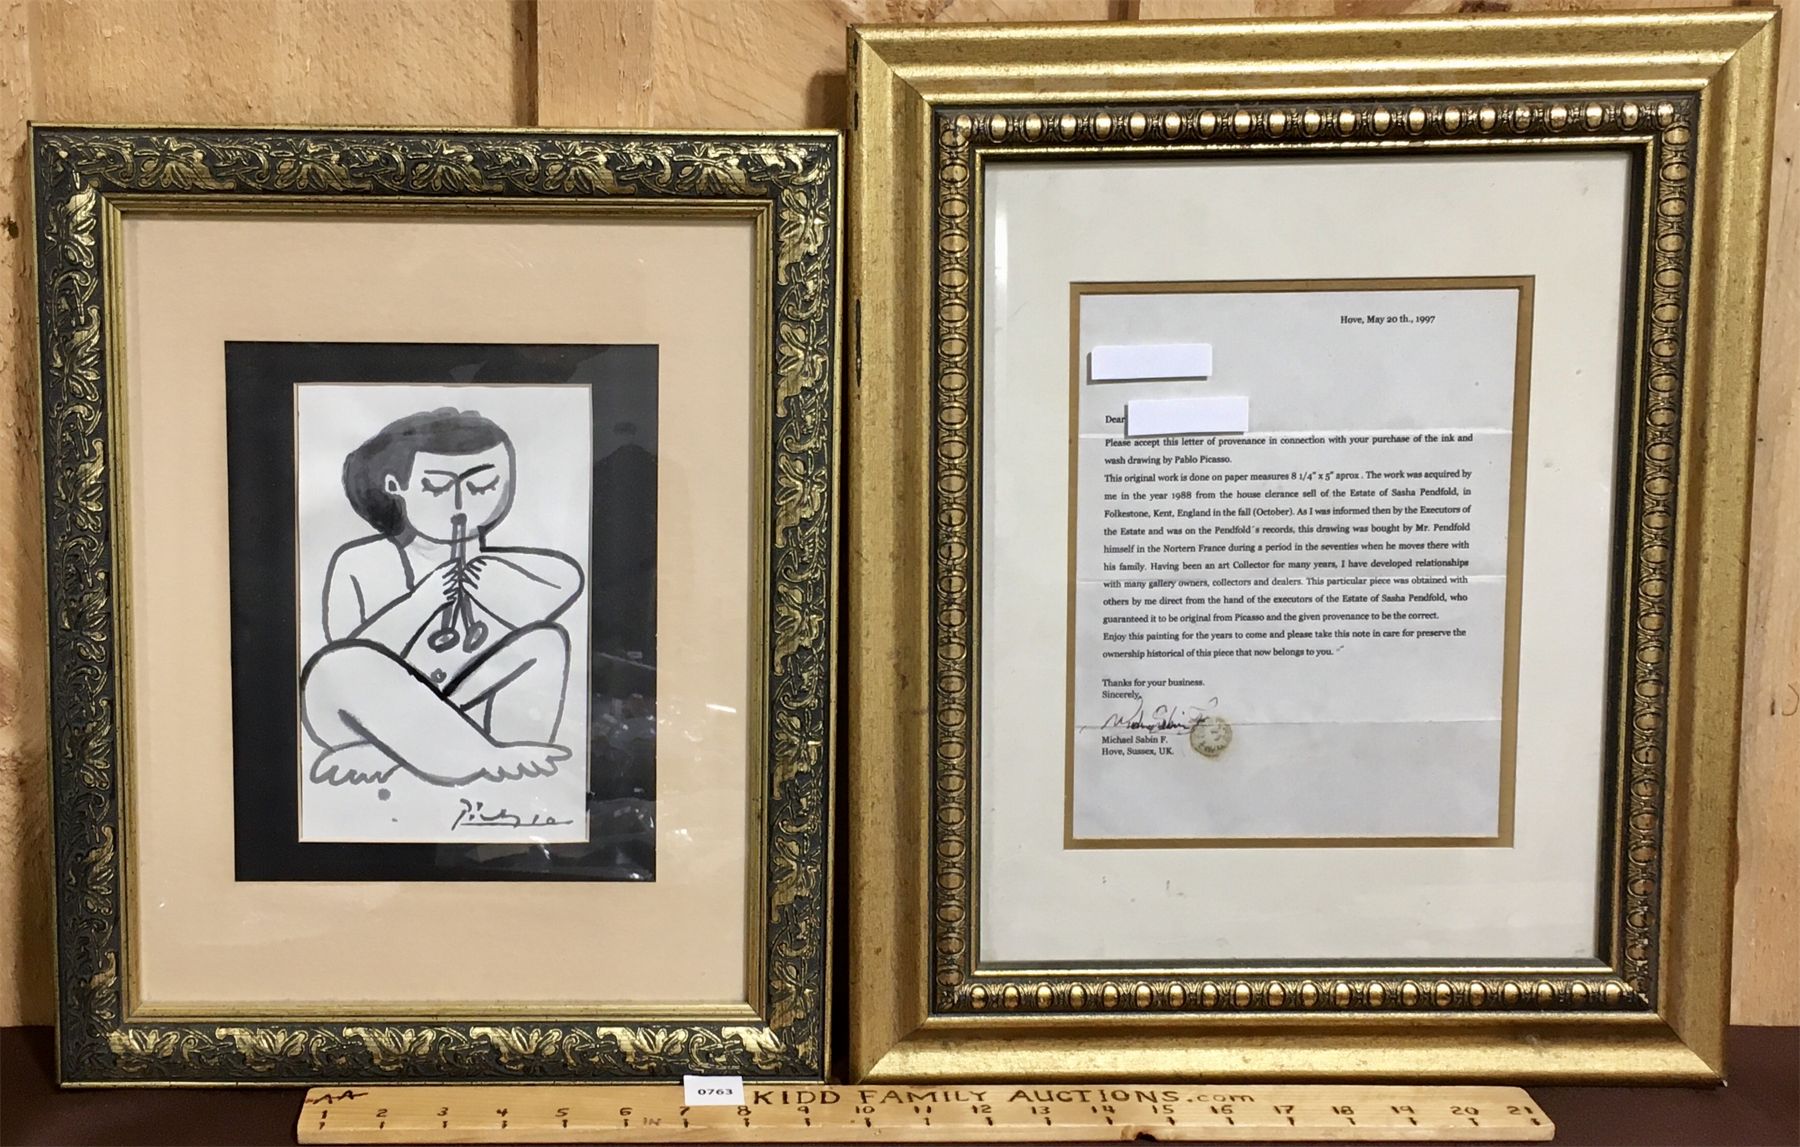 Picasso
Hove, May 20 th., 1997
Dear
Please accept this letter of provenance in connection with your purchase of the ink and
wash drawing by Pablo Picasso.
This original work is done on paper measures 8 1/4" x 5" aprox . The work was acquired by
me in the year 1988 from the house clerance sell of the Estate of Sasha Pendfold, in
Folkestone, Kent, England in the fall (October). As I was informed then by the Executors of
the Estate and was on the Pendfold´s records, this drawing was bought by Mr. Pendfold
himself in the Nortern France during a period in the seventies when he moves there with
his family. Having been an art Collector for many years, I have developed relationships
with many gallery owners, collectors and dealers. This particular piece was obtained with
others by me direct from the hand of the executors of the Estate of Sasha Pendfold, who
guaranteed it to be original from Picasso and the given provenance to be the correct.
Enjoy this painting for the years to come and please take this note in care for preserve the
ownership historical of this piece that now belongs to you.
Thanks for your business.
Sincerely,
Michael Sabin F.
Hove, Sussex, UK.
0763
KIDD FAMILY AUCTIONS.com
AA
1 2 3 4 5 6 IN 7 8 9 10 11 12 13 14 15 16 17 18 19 20 21